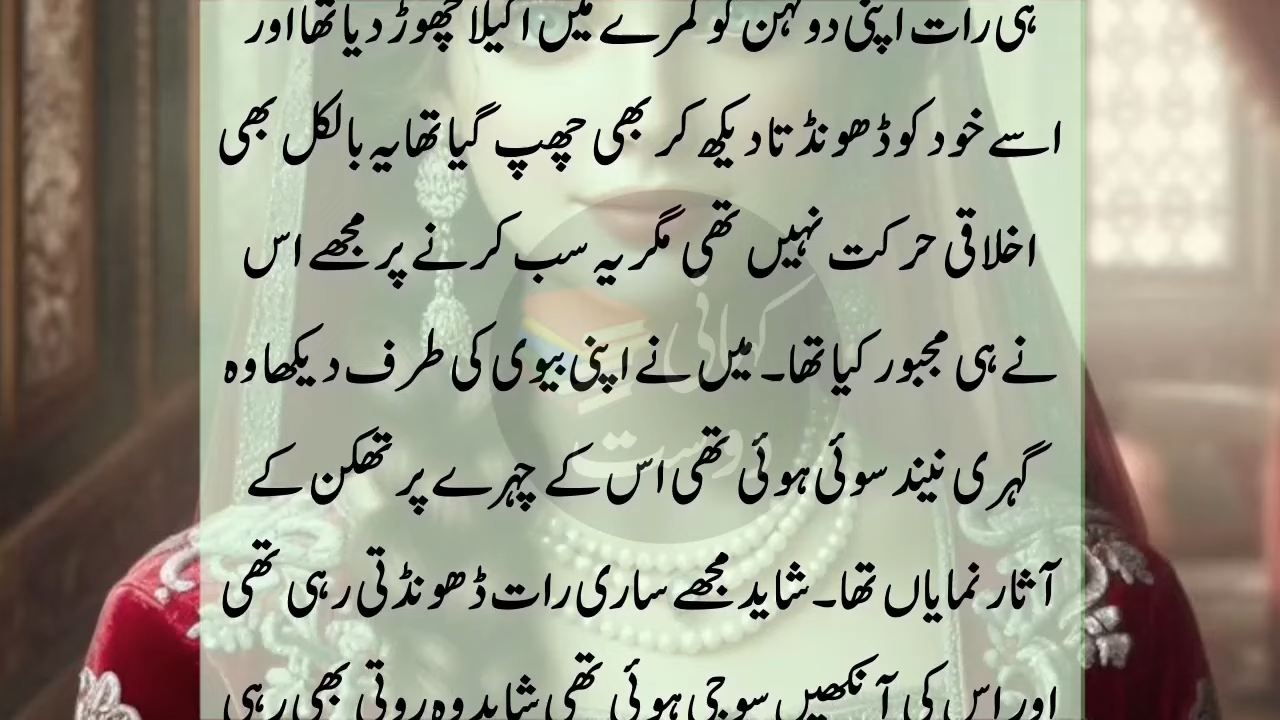 ہی رات اپنی دولہن کو کمرے میں اکیلا چھوڑ دیا تھا اور
اسے خود کو ڈھونڈتا دیکھ کر بھی چھپ گیا تھا یہ بالکل بھی
اخلاقی حرکت نہیں تھی مگر یہ سب کرنے پر مجھے اس
نے ہی مجبور کیا تھا۔ میں نے اپنی بیوی کی طرف دیکھا وہ
گہری نیند سوئی ہوئی تھی اس کے چہرے پر تھکن کے
آثار نمایاں تھا۔ شاید مجھے ساری رات ڈھونڈتی رہی تھی
اور اس کی آنکھیں سوجی ہوئی تھی شاید وہ روتی بھی رہی
کہانی
دوست